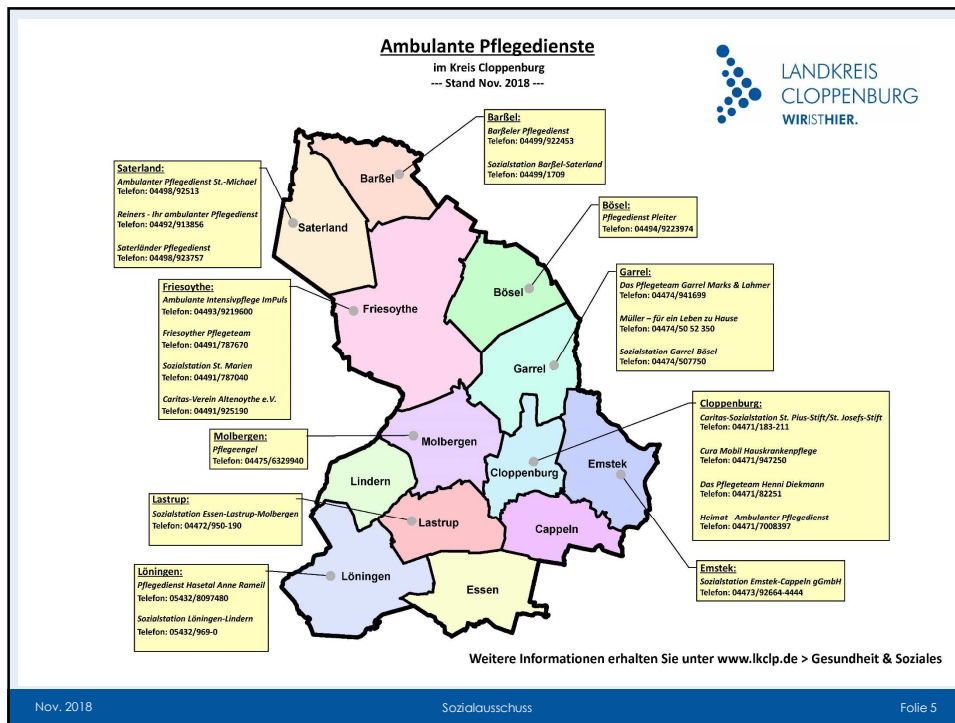 Ambulante Pflegedienste
im Kreis Cloppenburg
--- Stand Nov. 2018 ---
LANDKREIS
CLOPPENBURG
WIRISTHIER.
Barßel:
Barßeler Pflegedienst
Telefon: 04499/922453
Sozialstation Barßel-Saterland
Telefon: 04499/1709
Saterland:
Ambulanter Pflegedienst St.-Michael
Telefon: 04498/92513
Reiners - Ihr ambulanter Pflegedienst
Telefon: 04492/913856
Saterländer Pflegedienst
Telefon: 04498/923757
Bösel:
Pflegedienst Pleiter
Telefon: 04494/9223974
Garrel:
Das Pflegeteam Garrel Marks & Lahmer
Telefon: 04474/941699
Müller – für ein Leben zu Hause
Telefon: 04474/50 52 350
Sozialstation Garrel Bösel
Telefon: 04474/507750
Friesoythe:
Ambulante Intensivpflege ImPuls
Telefon: 04493/9219600
Friesoyther Pflegeteam
Telefon: 04491/787670
Sozialstation St. Marien
Telefon: 04491/787040
Caritas-Verein Altenoythe e.V.
Telefon: 04491/925190
Cloppenburg:
Caritas-Sozialstation St. Pius-Stift/St. Josefs-Stift
Telefon: 04471/183-211
Cura Mobil Hauskrankenpflege
Telefon: 04471/947250
Das Pflegeteam Henni Diekmann
Telefon: 04471/82251
Heimat Ambulanter Pflegedienst
Telefon: 04471/7008397
Molbergen:
Pflegeengel
Telefon: 04475/6329940
Lastrup:
Sozialstation Essen-Lastrup-Molbergen
Telefon: 04472/950-190
Löningen:
Pflegedienst Hasetal Anne Rameil
Telefon: 05432/8097480
Sozialstation Löningen-Lindern
Telefon: 05432/969-0
Emstek:
Sozialstation Emstek-Cappeln gGmbH
Telefon: 04473/92664-4444
Barßel
Saterland
Friesoythe
Bösel
Garrel
Molbergen
Cloppenburg
Emstek
Lindern
Lastrup
Cappeln
Löningen
Essen
Weitere Informationen erhalten Sie unter www.lkclp.de > Gesundheit & Soziales
Nov. 2018
Sozialausschuss
Folie 5